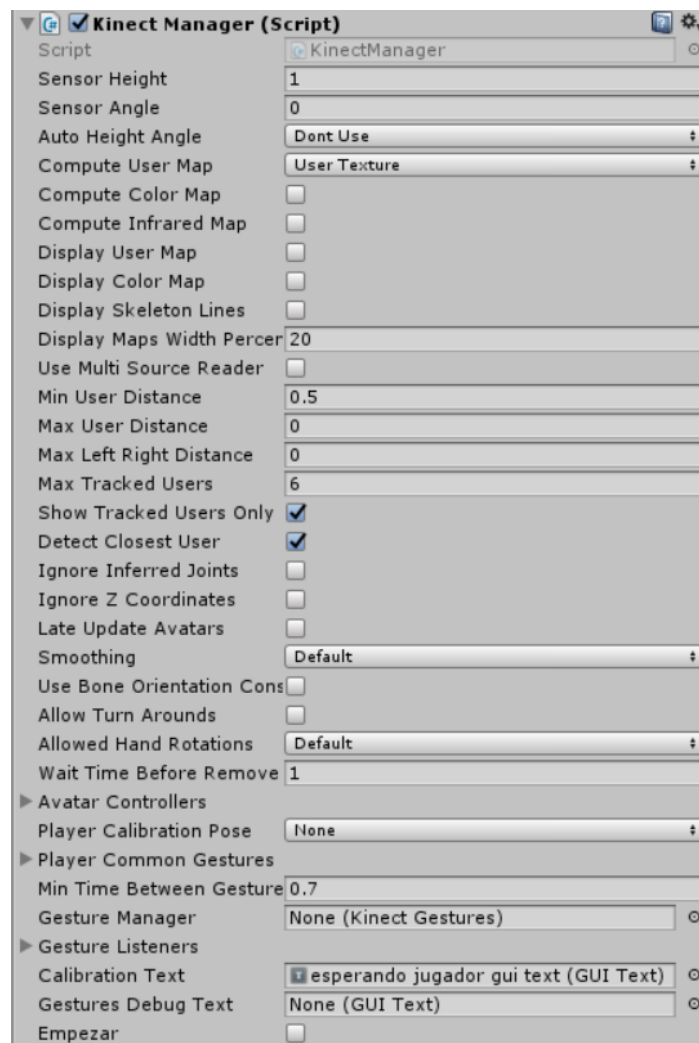 Kinect Manager (Script)
Script KinectManager
Sensor Height 1
Sensor Angle 0
Auto Height Angle Dont Use
Compute User Map User Texture
Compute Color Map
Compute Infrared Map
Display User Map
Display Color Map
Display Skeleton Lines
Display Maps Width Percer 20
Use Multi Source Reader
Min User Distance 0.5
Max User Distance 0
Max Left Right Distance 0
Max Tracked Users 6
Show Tracked Users Only
Detect Closest User
Ignore Inferred Joints
Ignore Z Coordinates
Late Update Avatars
Smoothing Default
Use Bone Orientation Cons
Allow Turn Arounds
Allowed Hand Rotations Default
Wait Time Before Remove 1
Avatar Controllers
Player Calibration Pose None
Player Common Gestures
Min Time Between Gesture 0.7
Gesture Manager None (Kinect Gestures)
Gesture Listeners
Calibration Text esperando jugador gui text (GUI Text)
Gestures Debug Text None (GUI Text)
Empezar